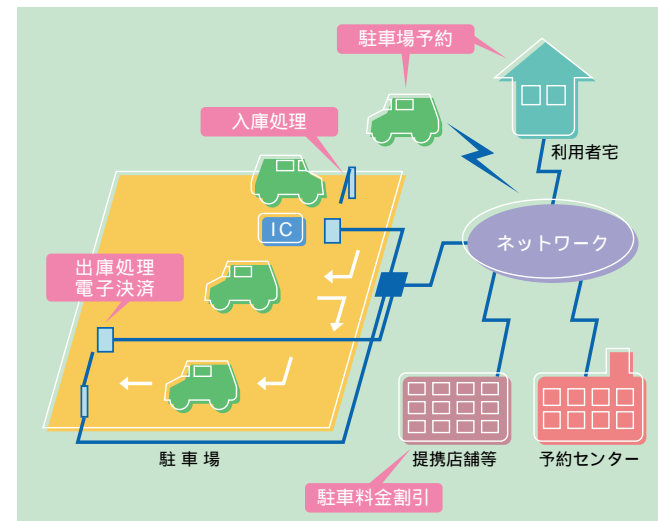 駐車場予約
入庫処理
利用者宅
IC
ネットワーク
出庫処理
電子決済
駐車場
提携店舗等
予約センター
駐車料金割引